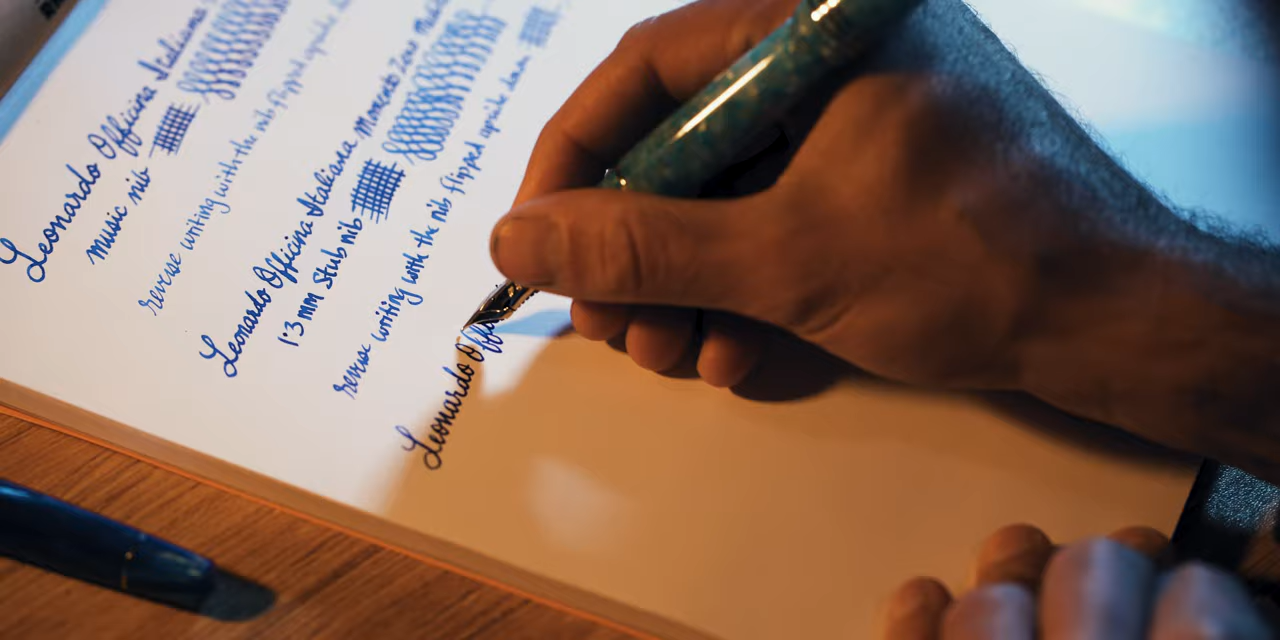 Leonardo Officina Italiana
music nib
reverse writing with the nib flipped upside
Leonardo Officina Italiana Momento Zero
1.3 mm Stub nib
reverse writing with the nib flipped upside down
Leonardo Offi